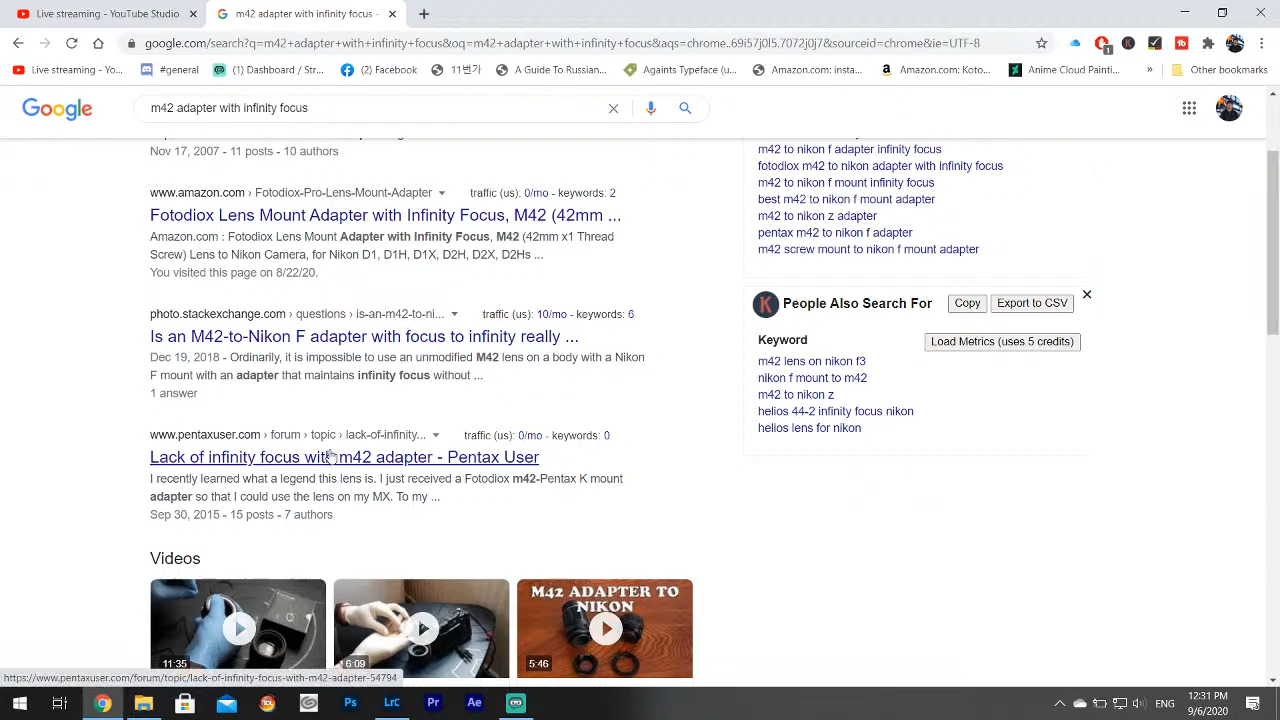 Live streaming - YouTube Studio
m42 adapter with infinity focus -
google.com/search?q=m42+adapter+with+infinity+focus&oq=m42+adapter+with+infinity+focus&aqs=chrome..69i57j0l5.7072j0j7&sourceid=chrome&ie=UTF-8
1
Live streaming - Yo...
#general
(1) Dashboard / Str...
(2) Facebook
11번가
A Guide To Russian...
Againts Typeface (u...
Amazon.com: insta...
Amazon.com: Koto...
Anime Cloud Painti...
»
Other bookmarks
Google
m42 adapter with infinity focus
Nov 17, 2007 - 11 posts - 10 authors
www.amazon.com › Fotodiox-Pro-Lens-Mount-Adapter
traffic (us): 0/mo - keywords: 2
Fotodiox Lens Mount Adapter with Infinity Focus, M42 (42mm ...
Amazon.com : Fotodiox Lens Mount Adapter with Infinity Focus, M42 (42mm x1 Thread
Screw) Lens to Nikon Camera, for Nikon D1, D1H, D1X, D2H, D2X, D2Hs ...
You visited this page on 8/22/20.
photo.stackexchange.com › questions › is-an-m42-to-ni...
traffic (us): 10/mo - keywords: 6
Is an M42-to-Nikon F adapter with focus to infinity really ...
Dec 19, 2018 - Ordinarily, it is impossible to use an unmodified M42 lens on a body with a Nikon
F mount with an adapter that maintains infinity focus without ...
1 answer
www.pentaxuser.com › forum › topic › lack-of-infinity...
traffic (us): 0/mo - keywords: 0
Lack of infinity focus with m42 adapter - Pentax User
I recently learned what a legend this lens is. I just received a Fotodiox m42-Pentax K mount
adapter so that I could use the lens on my MX. To my ...
Sep 30, 2015 - 15 posts - 7 authors
Videos
11:35
6:09
M42 ADAPTER TO
NIKON
5:46
m42 to nikon f adapter infinity focus
fotodiox m42 to nikon adapter with infinity focus
m42 to nikon f mount infinity focus
best m42 to nikon f mount adapter
m42 to nikon z adapter
pentax m42 to nikon f adapter
m42 screw mount to nikon f mount adapter
K
People Also Search For
Copy
Export to CSV
Keyword
Load Metrics (uses 5 credits)
m42 lens on nikon f3
nikon f mount to m42
m42 to nikon z
helios 44-2 infinity focus nikon
helios lens for nikon
https://www.pentaxuser.com/forum/topic/lack-of-infinity-focus-with-m42-adapter-54794
Ps
Lrc
Pr
Ae
ENG
12:31 PM
9/6/2020